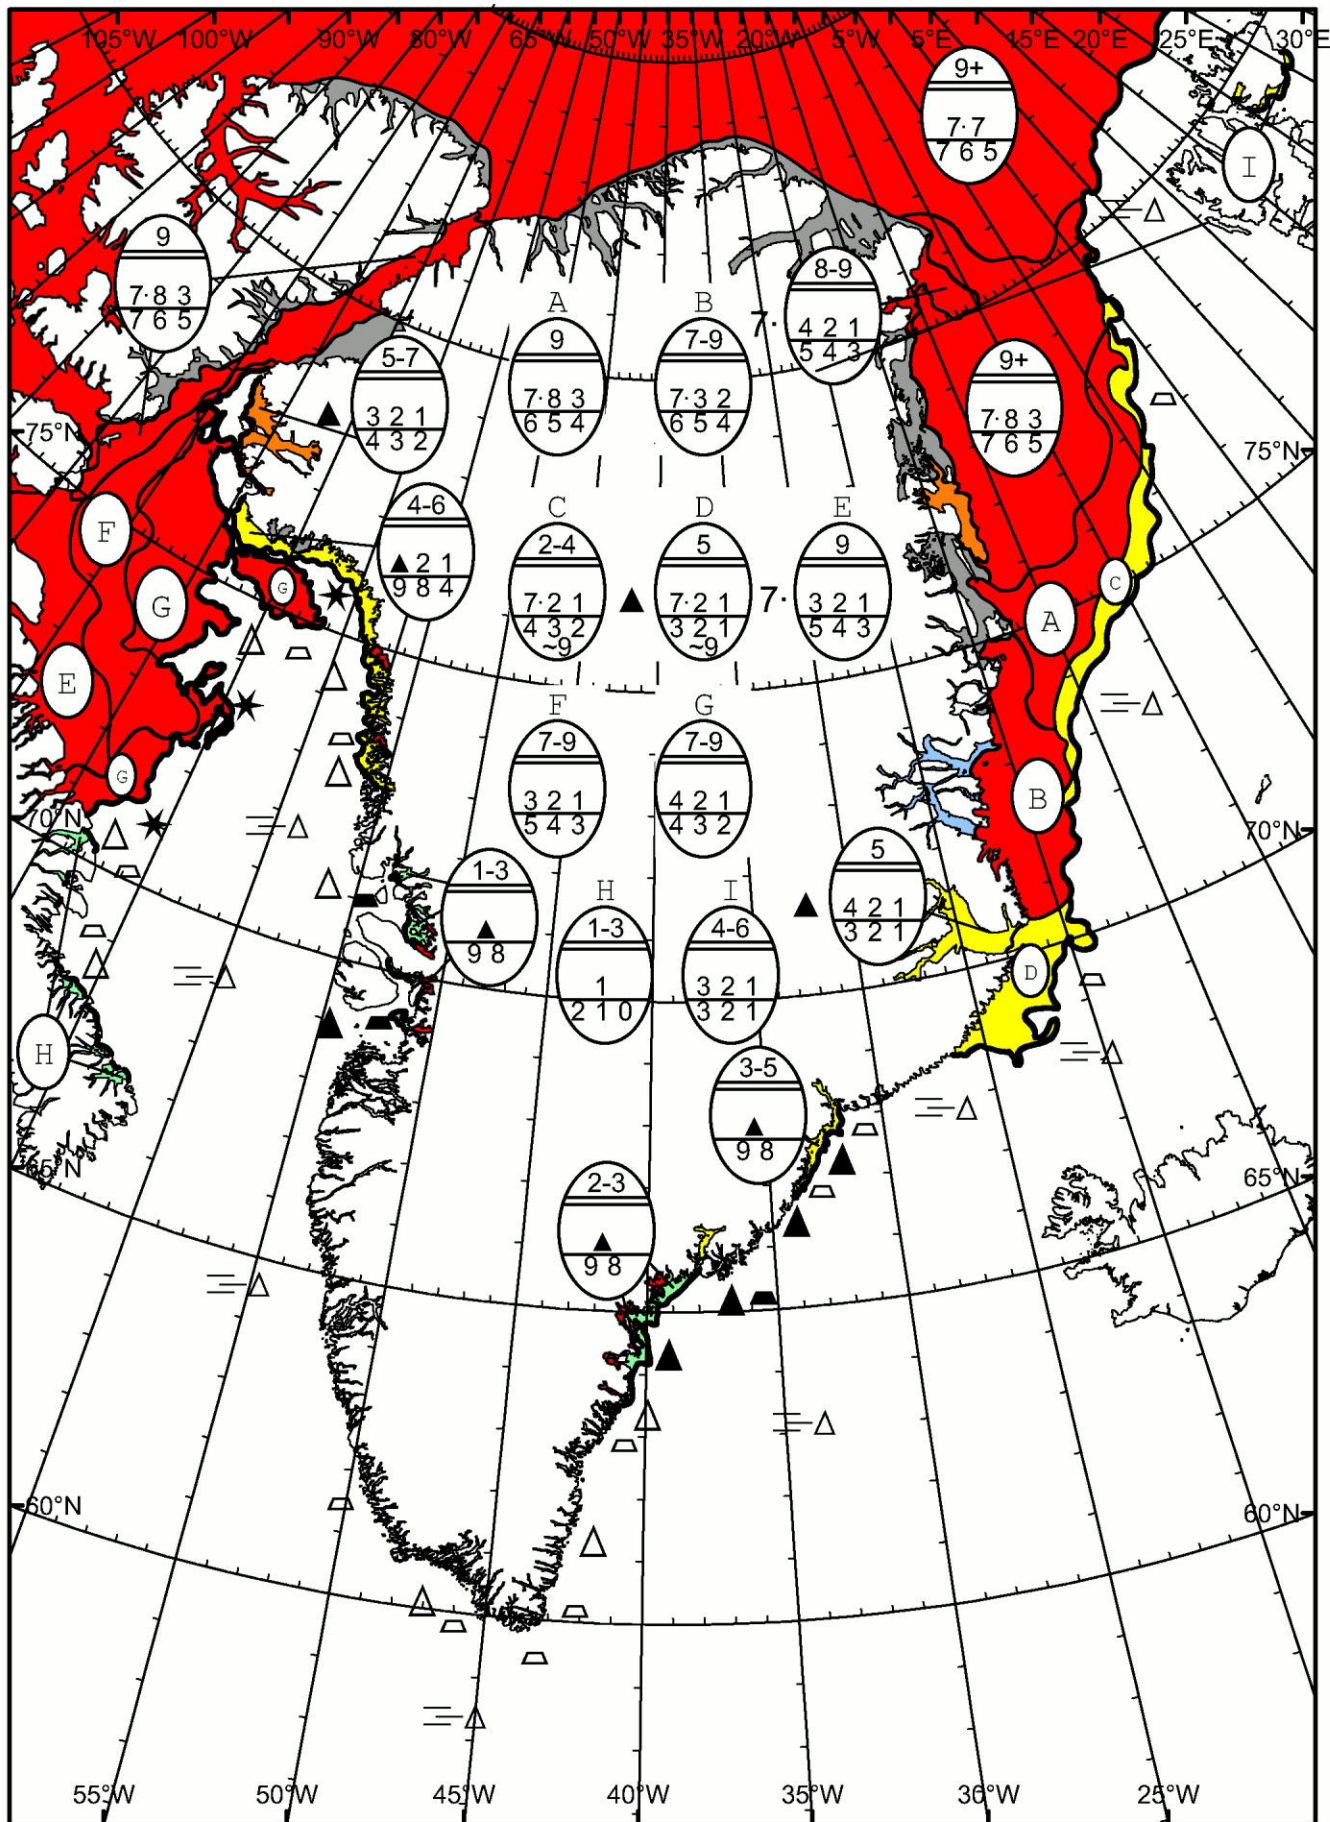 105°W 100°W 90°W 80°W 65°W 50°W 35°W 20°W 5°W 5°E 15°E 20°E 25°E 30°E
9+
7·7
7 6 5
I
9
7·8 3
7 6 5
8-9
7· 4 2 1
5 4 3
A
9
7·8 3
6 5 4
B
7-9
7·3 2
6 5 4
5-7
3 2 1
4 3 2
9+
7·8 3
7 6 5
75°N
75°N
4-6
2 1
9 8 4
C
2-4
7·2 1
4 3 2
~9
D
5
7·2 1
3 2 1
~9
E
9
7· 3 2 1
5 4 3
F
G
G
C
A
E
G
B
F
7-9
3 2 1
5 4 3
G
7-9
4 2 1
4 3 2
70°N
70°N
1-3
9 8
5
4 2 1
3 2 1
H
1-3
1
2 1 0
I
4-6
3 2 1
3 2 1
D
H
3-5
9 8
65°N
65°N
2-3
9 8
60°N
60°N
55°W 50°W 45°W 40°W 35°W 30°W 25°W